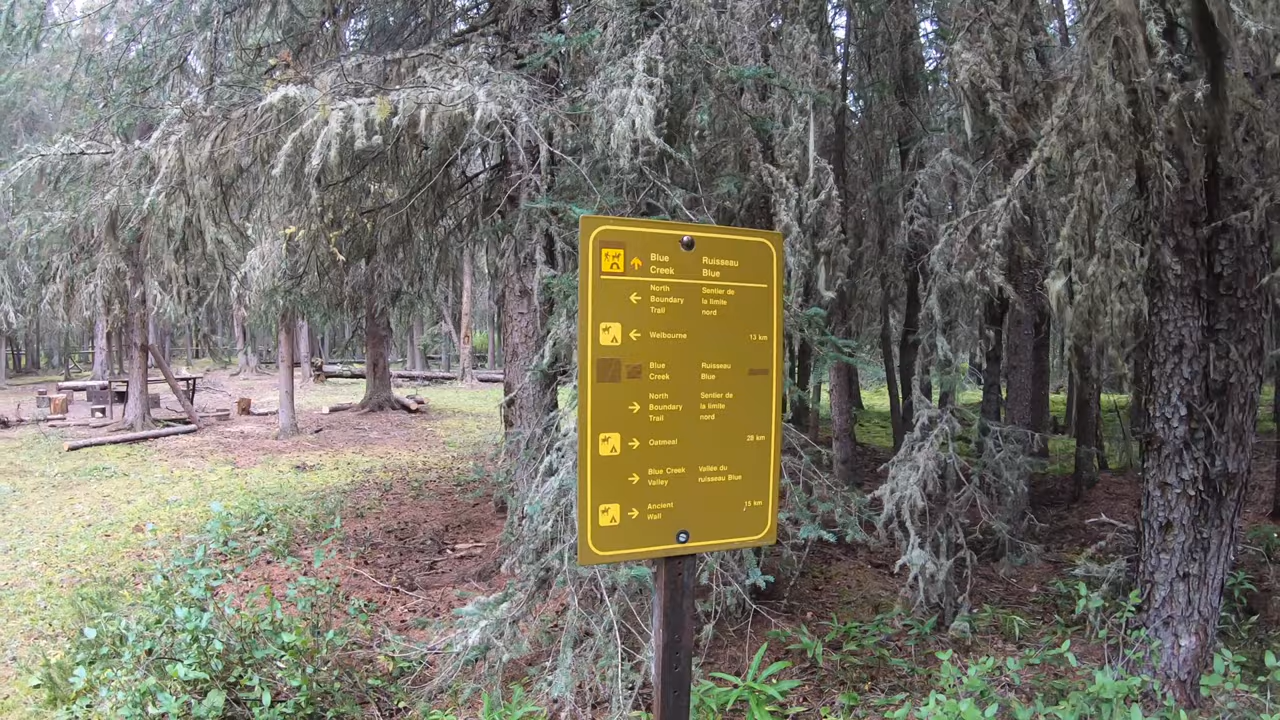 Blue Ruisseau
Creek Blue
North Sentier de
Boundary la limite
Trail nord
Welbourne 13 km
Blue Ruisseau
Creek Blue
North Sentier de
Boundary la limite
Trail nord
Oatmeal 28 km
Blue Creek Vallée du
Valley ruisseau Blue
Ancient 15 km
Wall